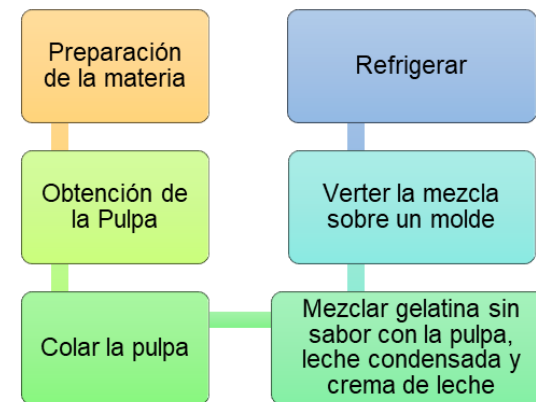 Preparación
de la materia
Obtención de
la Pulpa
Colar la pulpa
Mezclar gelatina sin
sabor con la pulpa,
leche condensada y
crema de leche
Verter la mezcla
sobre un molde
Refrigerar